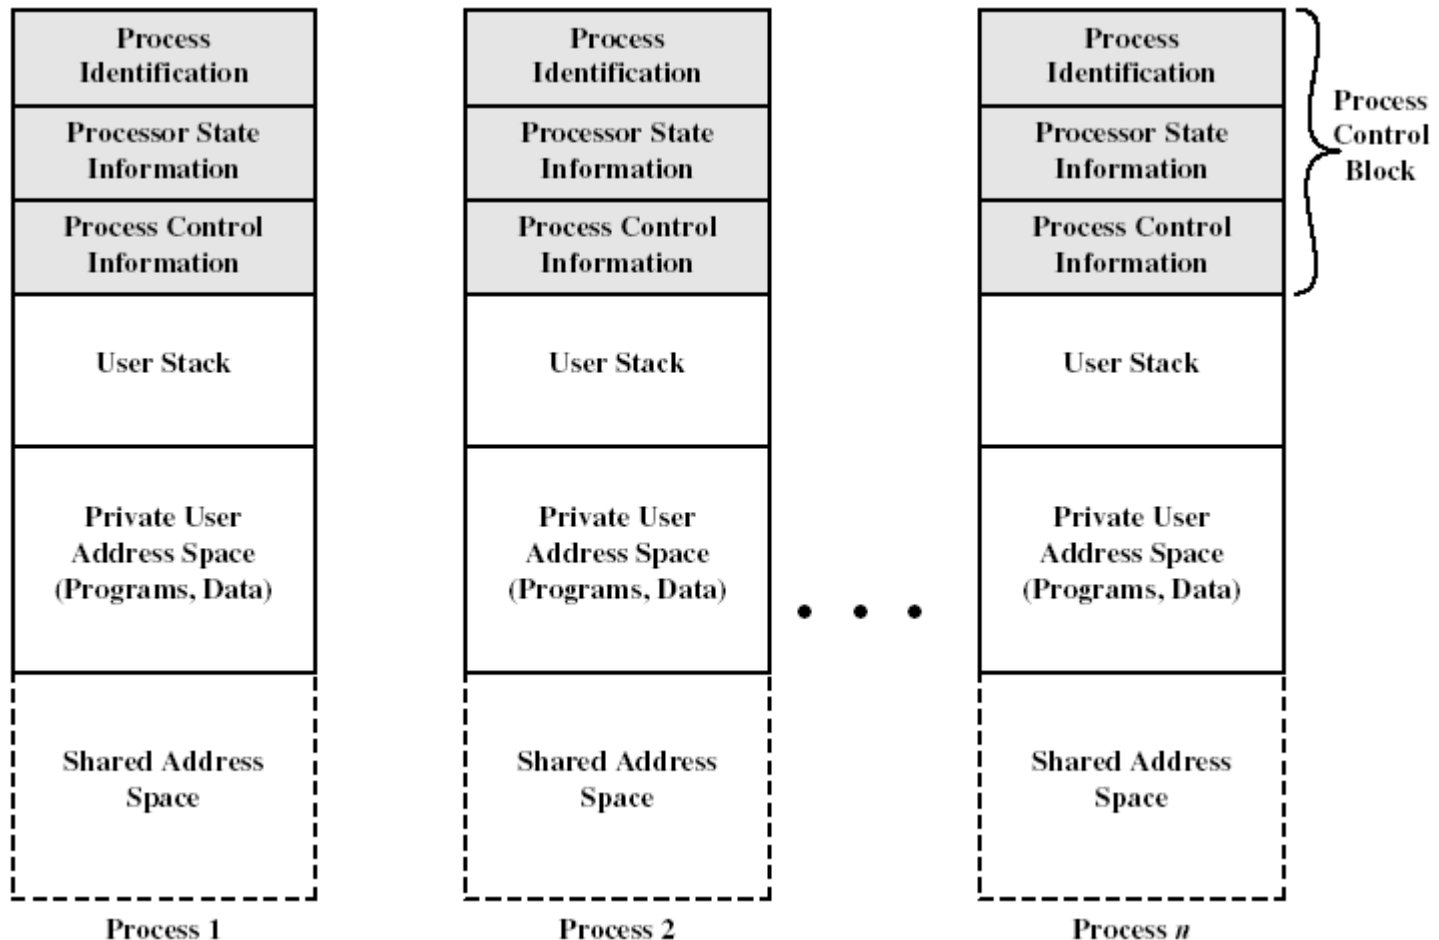 Process
Identification
Processor State
Information
Process Control
Information
User Stack
Private User
Address Space
(Programs, Data)
Shared Address
Space
Process 1
Process
Identification
Processor State
Information
Process Control
Information
User Stack
Private User
Address Space
(Programs, Data)
Shared Address
Space
Process 2
• • •
Process
Identification
Processor State
Information
Process Control
Information
User Stack
Private User
Address Space
(Programs, Data)
Shared Address
Space
Process n
Process
Control
Block